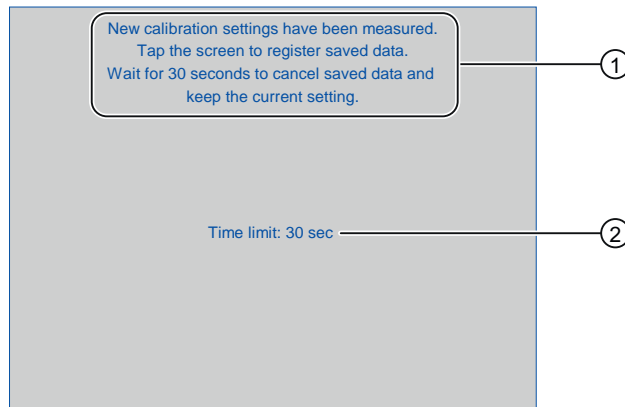 New calibration settings have been measured.
Tap the screen to register saved data.
Wait for 30 seconds to cancel saved data and
keep the current setting.
1
Time limit: 30 sec
2